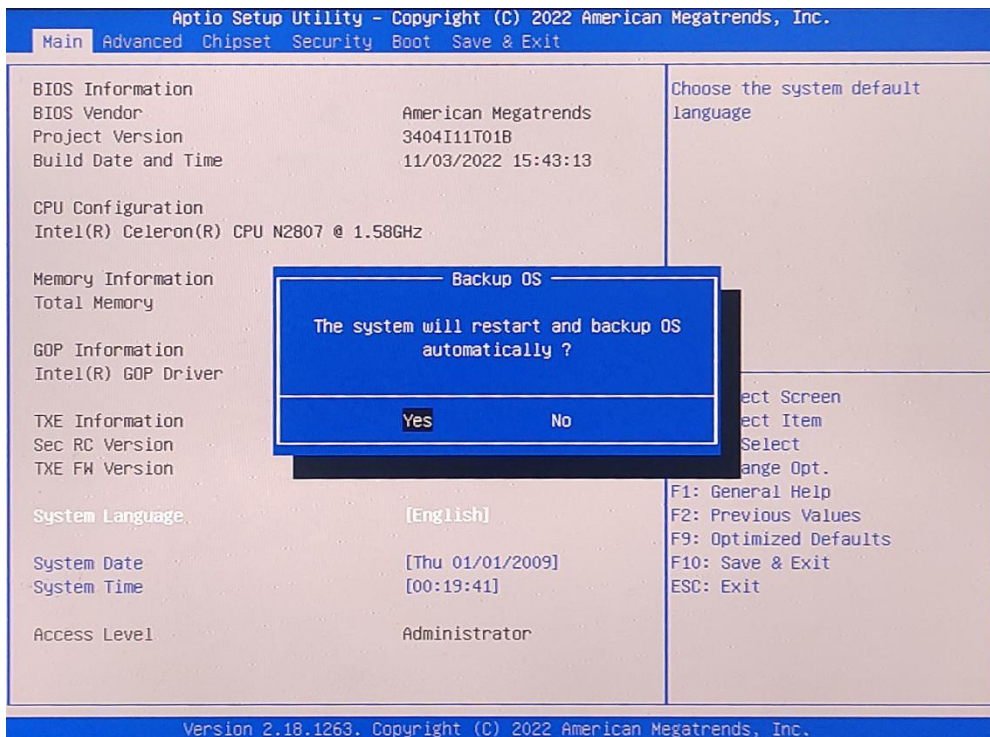 Aptio Setup Utility – Copyright (C) 2022 American Megatrends, Inc.
Main Advanced Chipset Security Boot Save & Exit
BIOS Information
BIOS Vendor American Megatrends
Project Version 3404I11T01B
Build Date and Time 11/03/2022 15:43:13
CPU Configuration
Intel(R) Celeron(R) CPU N2807 @ 1.58GHz
Memory Information
Total Memory
GOP Information
Intel(R) GOP Driver
TXE Information
Sec RC Version
TXE FW Version
System Language [English]
System Date [Thu 01/01/2009]
System Time [00:19:41]
Access Level Administrator
Backup OS
The system will restart and backup OS
automatically ?
Yes No
Choose the system default
language
ect Screen
ect Item
Select
ange Opt.
F1: General Help
F2: Previous Values
F9: Optimized Defaults
F10: Save & Exit
ESC: Exit
Version 2.18.1263. Copyright (C) 2022 American Megatrends, Inc.